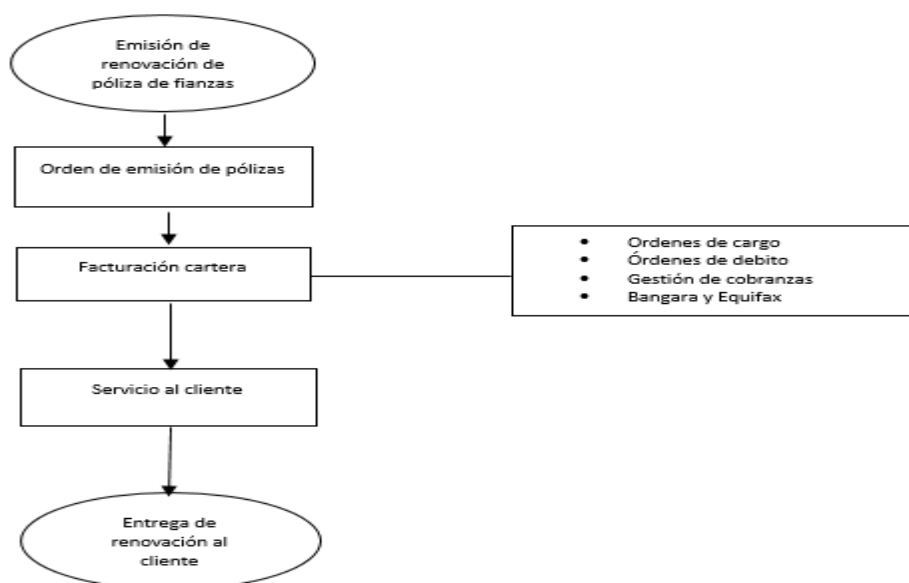 Emisión de
renovación de
póliza de fianzas
Orden de emisión de pólizas
Facturación cartera
• Ordenes de cargo
• Órdenes de debito
• Gestión de cobranzas
• Bangara y Equifax
Servicio al cliente
Entrega de
renovación al
cliente